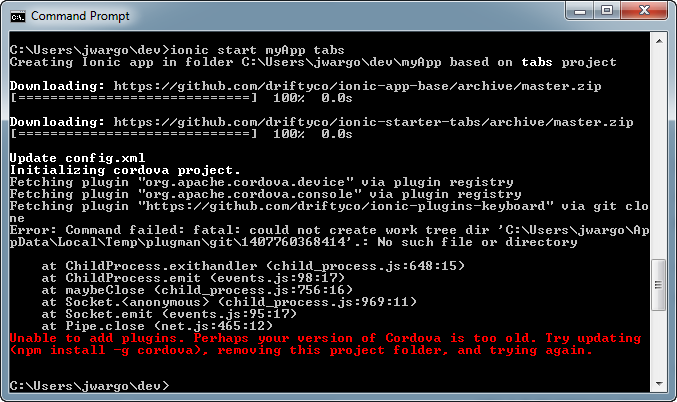 Command Prompt
C:\Users\jwargo\dev>ionic start myApp tabs
Creating Ionic app in folder C:\Users\jwargo\dev\myApp based on tabs project
Downloading: https://github.com/driftyco/ionic-app-base/archive/master.zip
[=============================]  100%  0.0s
Downloading: https://github.com/driftyco/ionic-starter-tabs/archive/master.zip
[=============================]  100%  0.0s
Update config.xml
Initializing cordova project.
Fetching plugin "org.apache.cordova.device" via plugin registry
Fetching plugin "org.apache.cordova.console" via plugin registry
Fetching plugin "https://github.com/driftyco/ionic-plugins-keyboard" via git clo
ne
Error: Command failed: fatal: could not create work tree dir 'C:\Users\jwargo\Ap
pData\Local\Temp\plugman\git\1407760368414'.: No such file or directory
    at ChildProcess.exithandler (child_process.js:648:15)
    at ChildProcess.emit (events.js:98:17)
    at maybeClose (child_process.js:756:16)
    at Socket.<anonymous> (child_process.js:969:11)
    at Socket.emit (events.js:95:17)
    at Pipe.close (net.js:465:12)
Unable to add plugins. Perhaps your version of Cordova is too old. Try updating
(npm install -g cordova), removing this project folder, and trying again.
C:\Users\jwargo\dev>